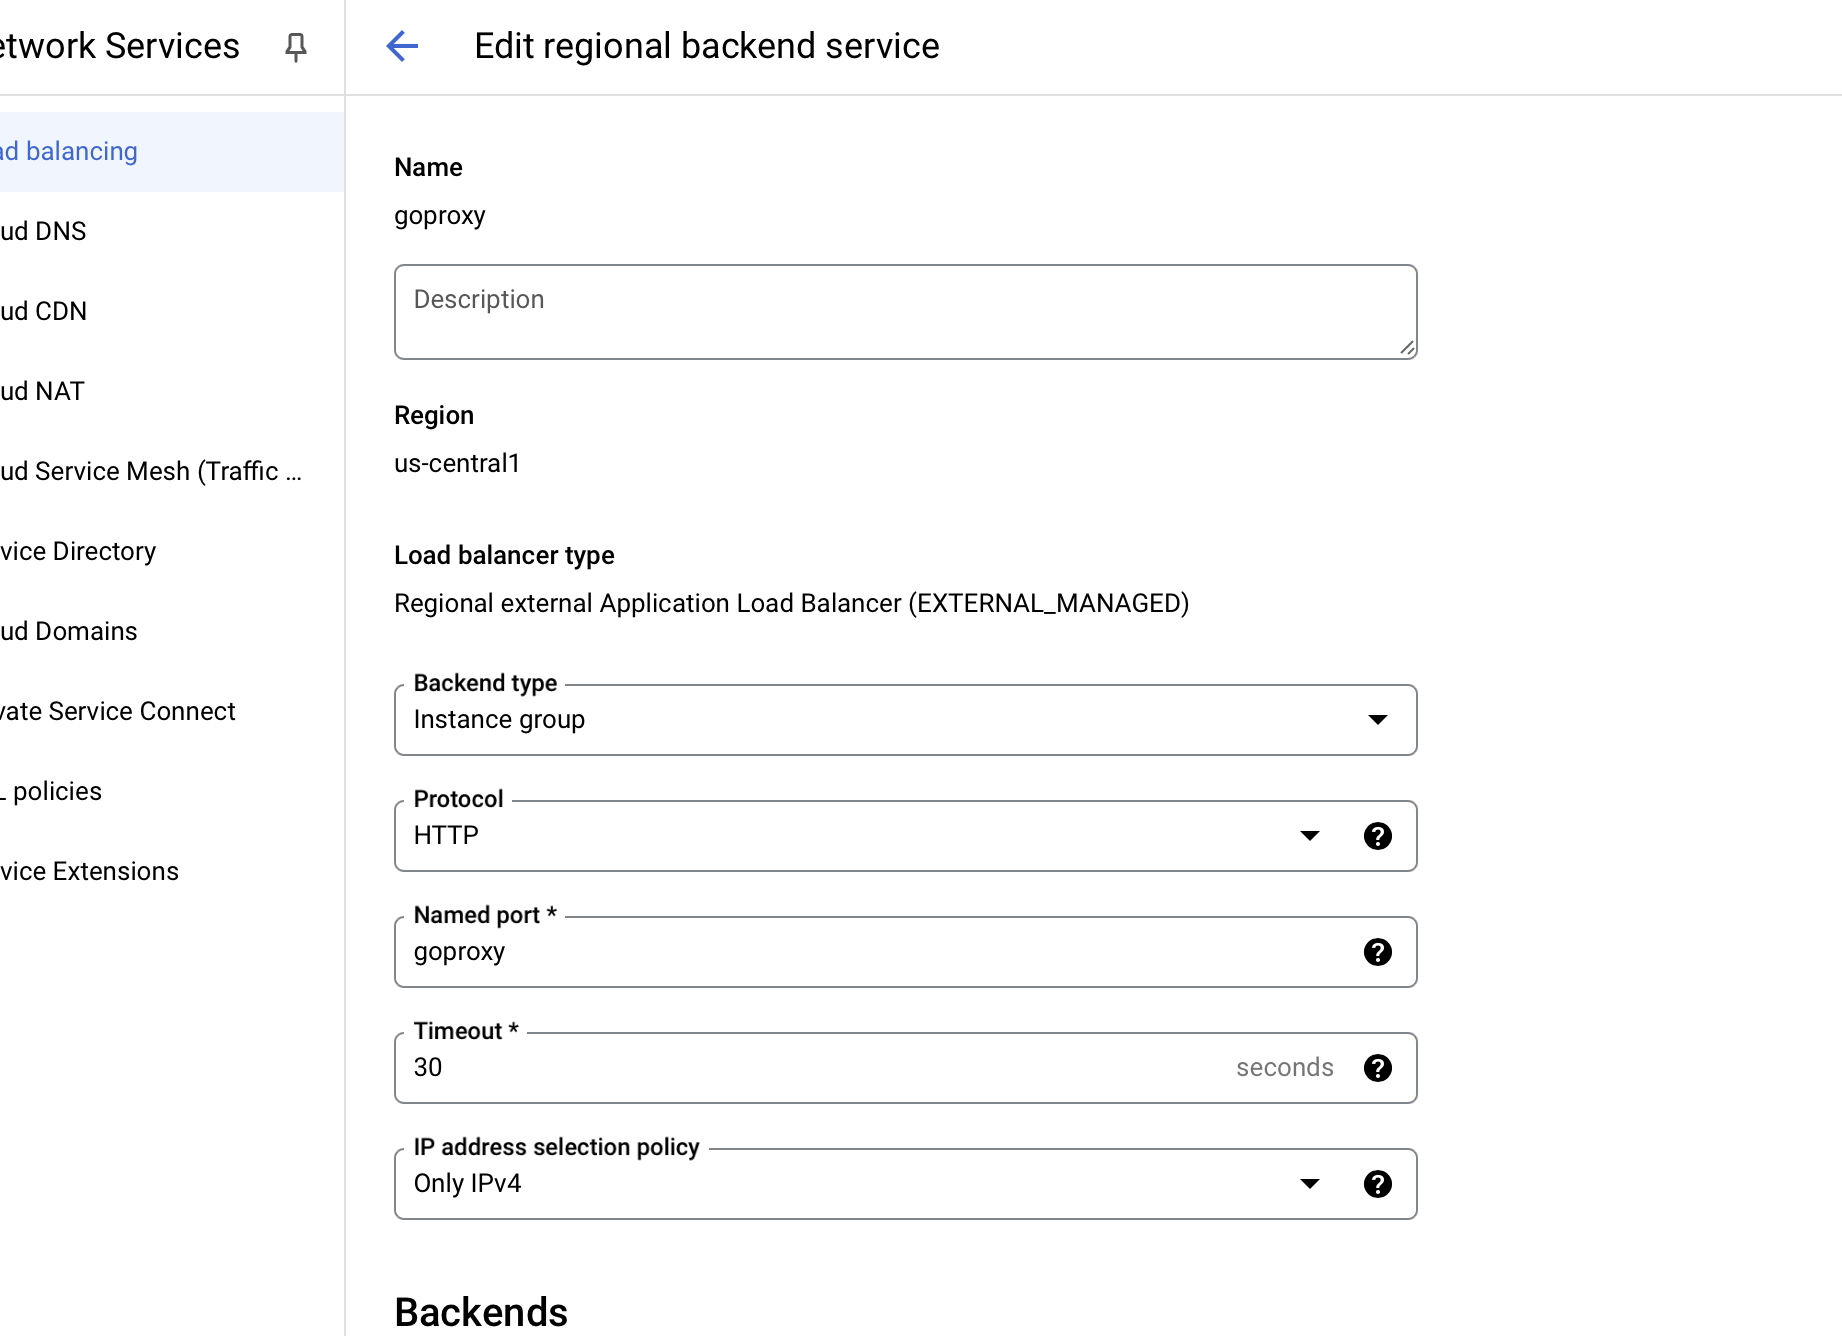 etwork Services
Edit regional backend service
ad balancing
ud DNS
ud CDN
ud NAT
ud Service Mesh (Traffic ...
vice Directory
ud Domains
vate Service Connect
L policies
vice Extensions
Name
goproxy
Description
Region
us-central1
Load balancer type
Regional external Application Load Balancer (EXTERNAL_MANAGED)
Backend type
Instance group
Protocol
HTTP
Named port *
goproxy
Timeout *
30 seconds
IP address selection policy
Only IPv4
Backends